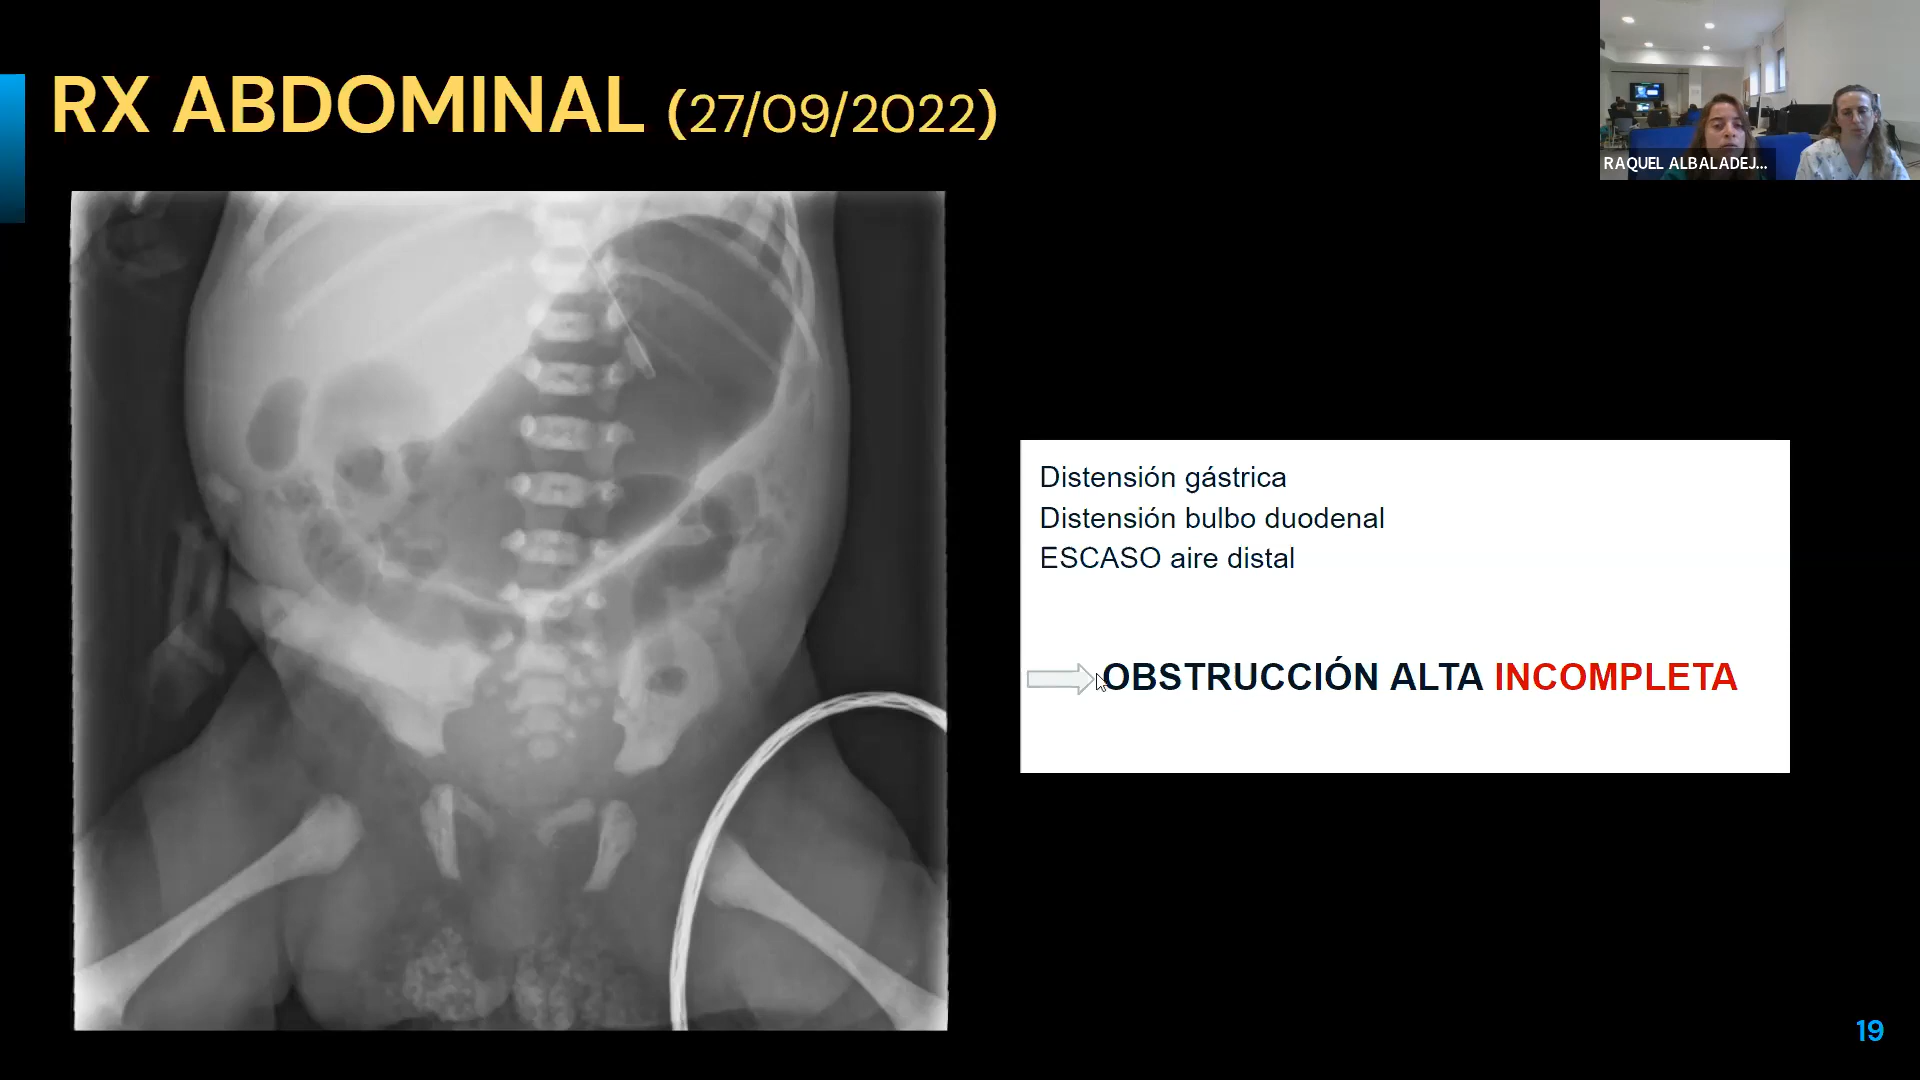 RX ABDOMINAL (27/09/2022)
RAQUEL ALBALADEJ...
Distensión gástrica
Distensión bulbo duodenal
ESCASO aire distal
OBSTRUCCIÓN ALTA INCOMPLETA
19